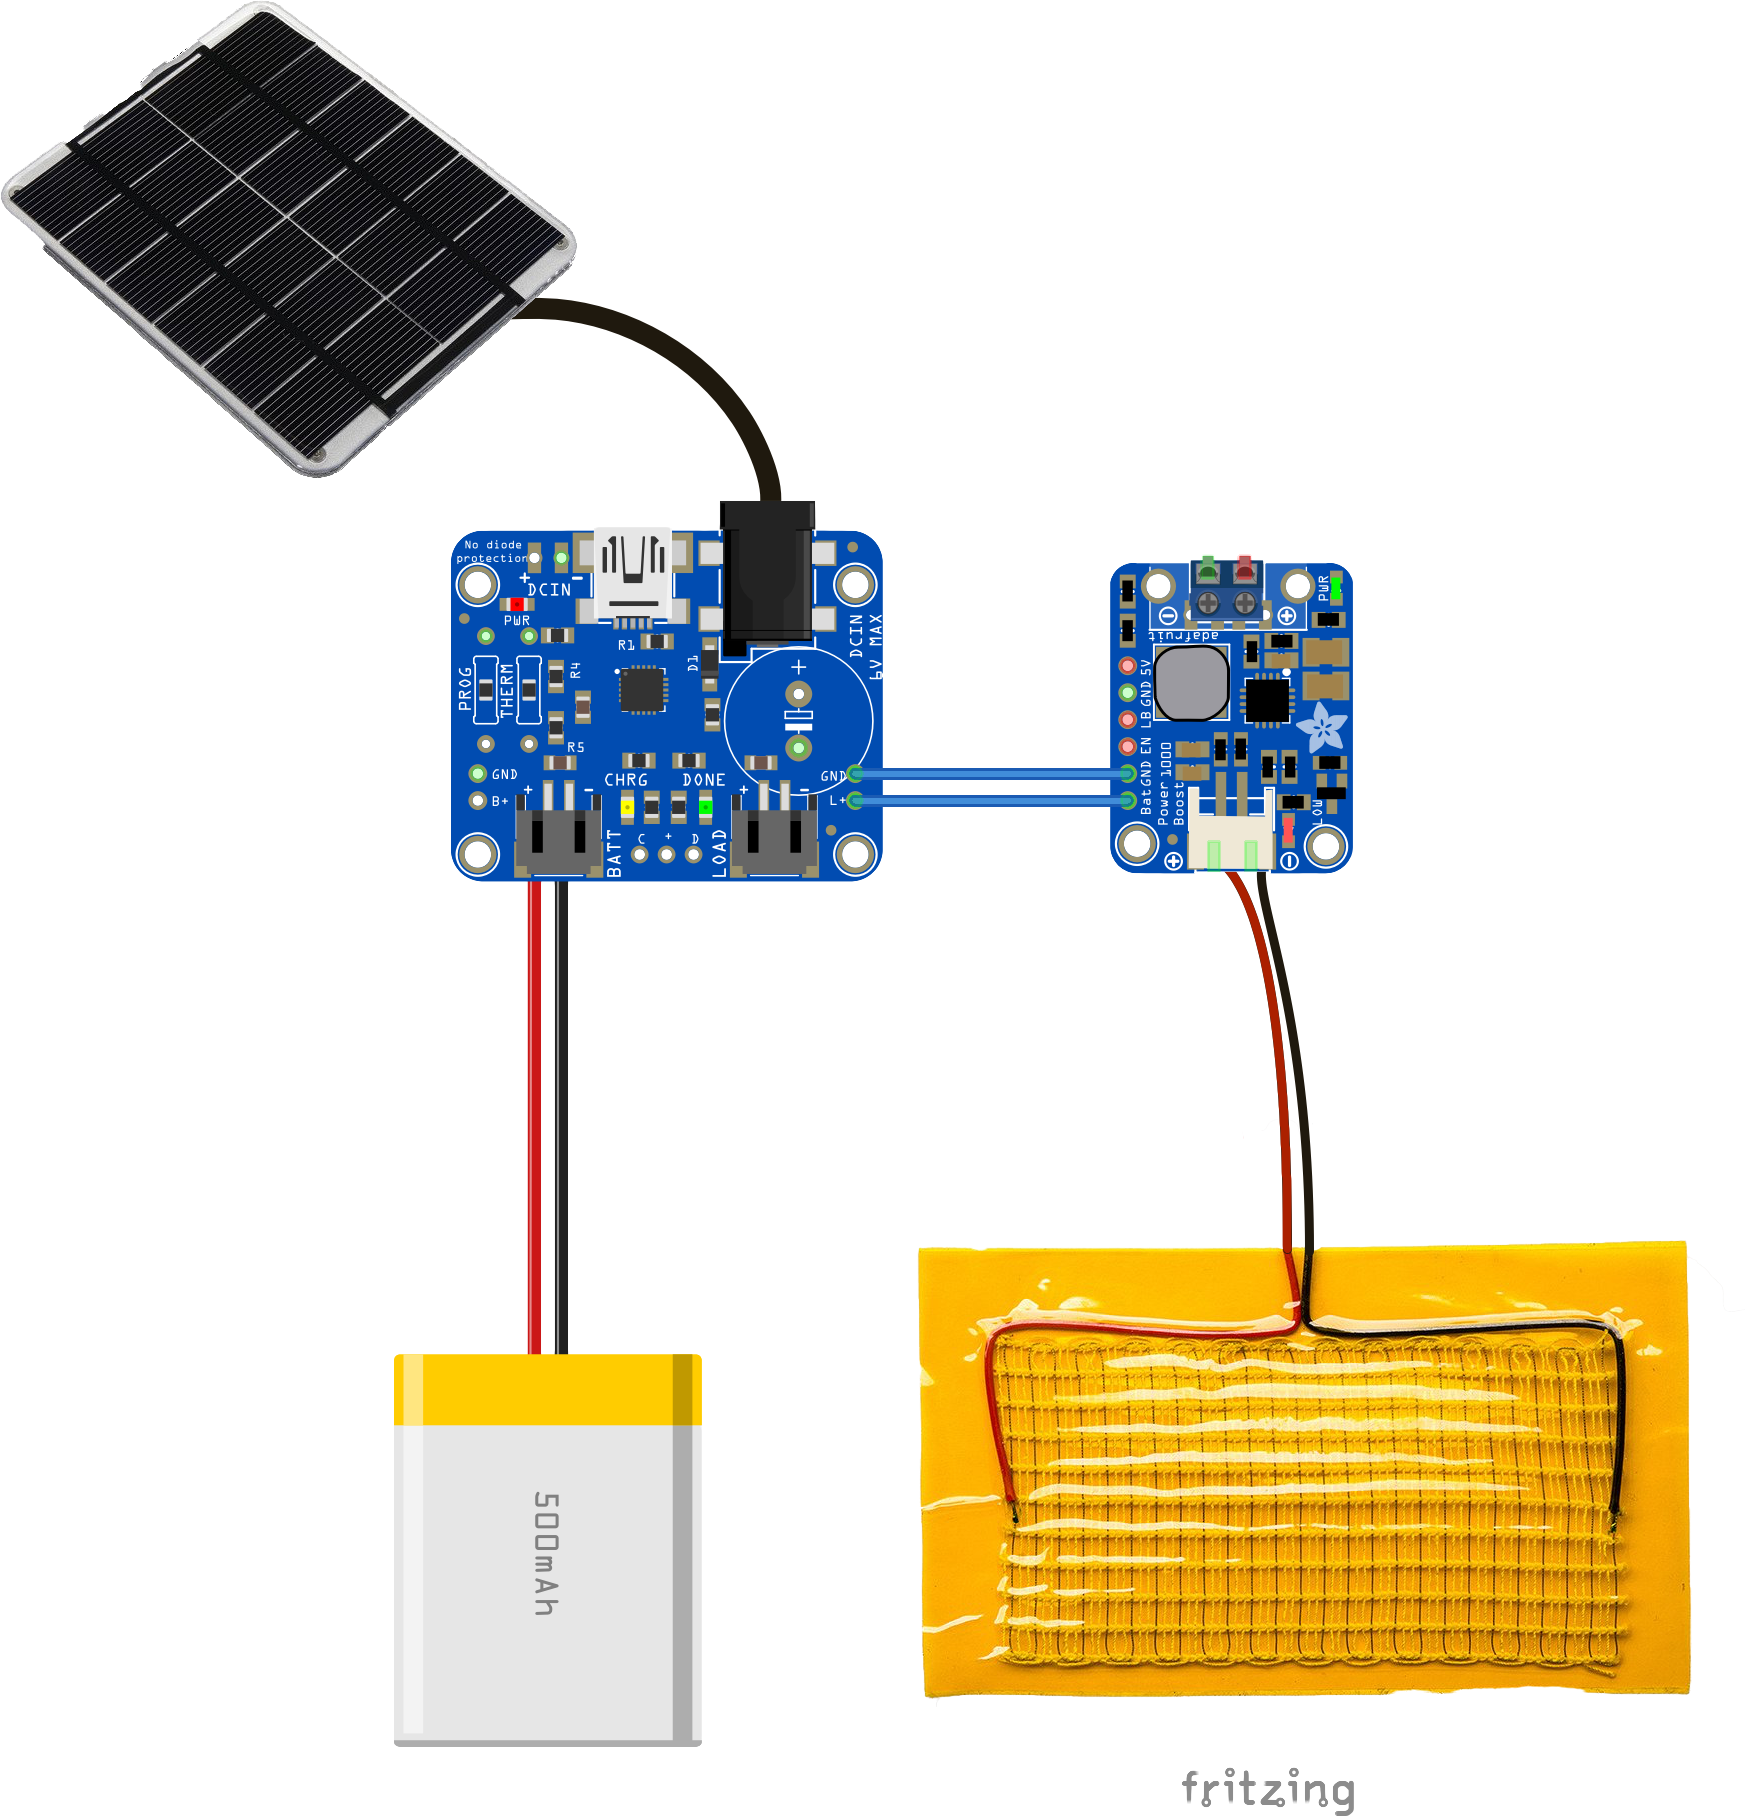 No diode
protection
+ -
DCIN
PWR
R1
D1
DCIN
6V MAX
+
PROG
THERM
R4
R5
GND
B+
+ -
CHRG
DONE
+ -
GND
L+
BATT
C + D
LOAD
PWR
adafruit
5V
GND
LB
EN
GND
Bat
Power
Boost
1000
LOW
500mAh
fritzing